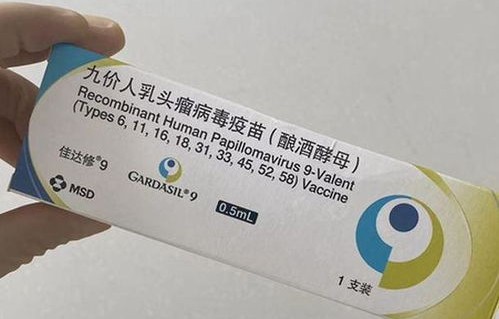 九价人乳头瘤病毒疫苗（酿酒酵母）
Recombinant Human Papillomavirus 9-Valent
(Types 6, 11, 16, 18, 31, 33, 45, 52, 58) Vaccine
佳达修®9
GARDASIL®9
MSD
0.5mL
1支装